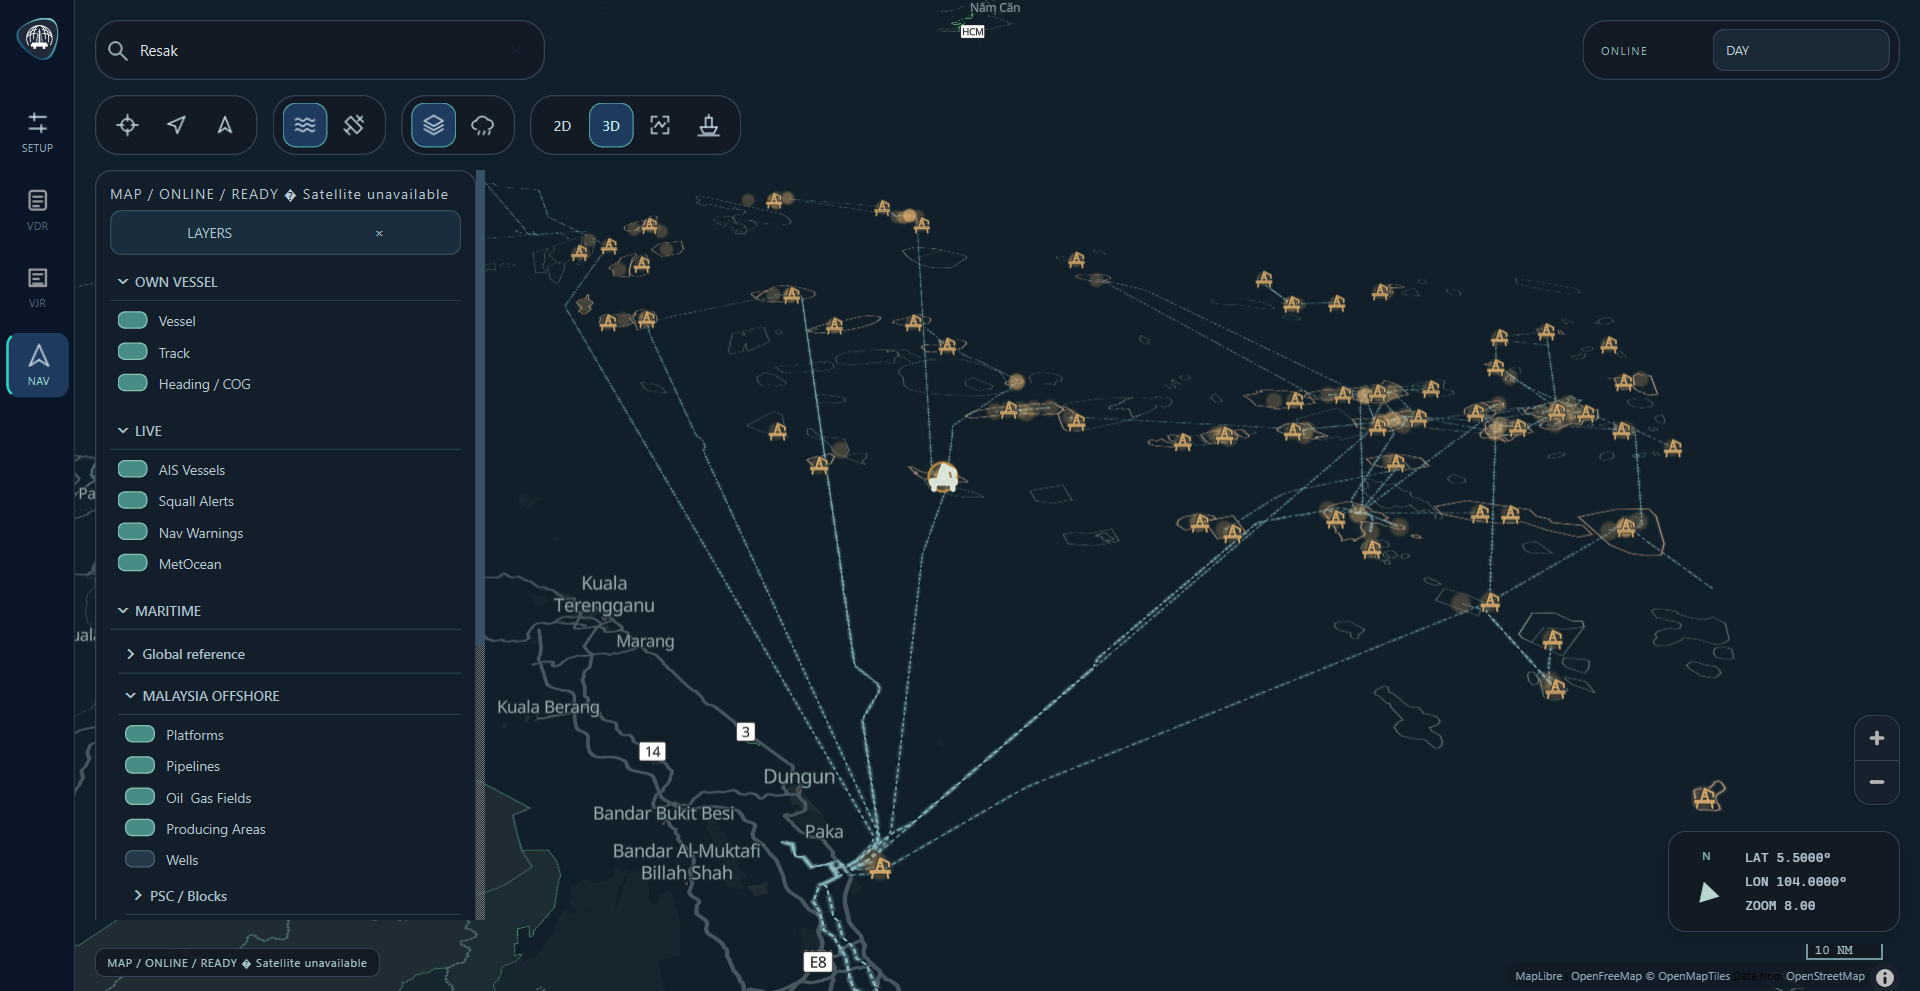 Năm Căn
HCM
Resak
ONLINE
DAY
SETUP
VDR
VJR
NAV
2D
3D
MAP / ONLINE / READY � Satellite unavailable
LAYERS
×
OWN VESSEL
Vessel
Track
Heading / COG
LIVE
AIS Vessels
Squall Alerts
Nav Warnings
MetOcean
MARITIME
Global reference
MALAYSIA OFFSHORE
Platforms
Pipelines
Oil Gas Fields
Producing Areas
Wells
PSC / Blocks
MAP / ONLINE / READY � Satellite unavailable
Kuala
Terengganu
Marang
Kuala Berang
3
14
Dungun
Bandar Bukit Besi
Paka
Bandar Al-Muktafi
Billah Shah
E8
+
−
N
LAT 5.5000°
LON 104.0000°
ZOOM 8.00
10 NM
MapLibre OpenFreeMap © OpenMapTiles Data from OpenStreetMap